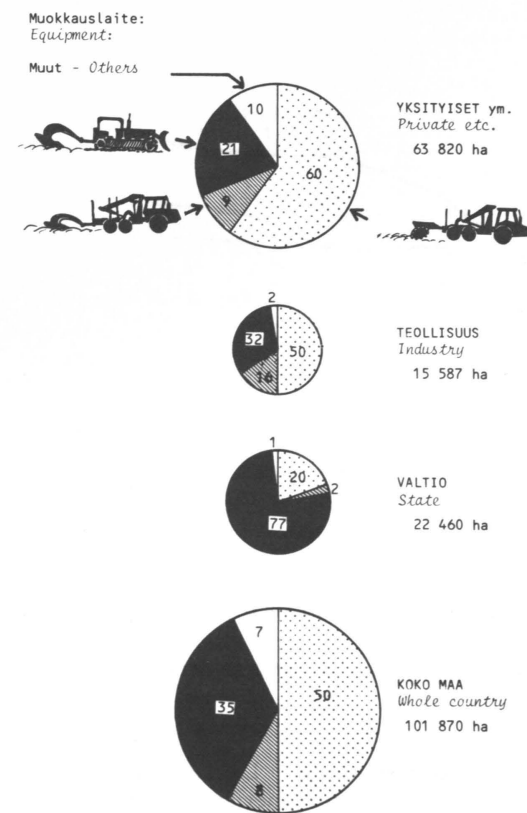 Muokkauslaite:
Equipment:
Muut - Others
10
21
60
9
YKSITYISET ym.
Private etc.
63 820 ha
2
32
50
16
TEOLLISUUS
Industry
15 587 ha
1
20
2
77
VALTIO
State
22 460 ha
7
50
35
8
KOKO MAA
Whole country
101 870 ha